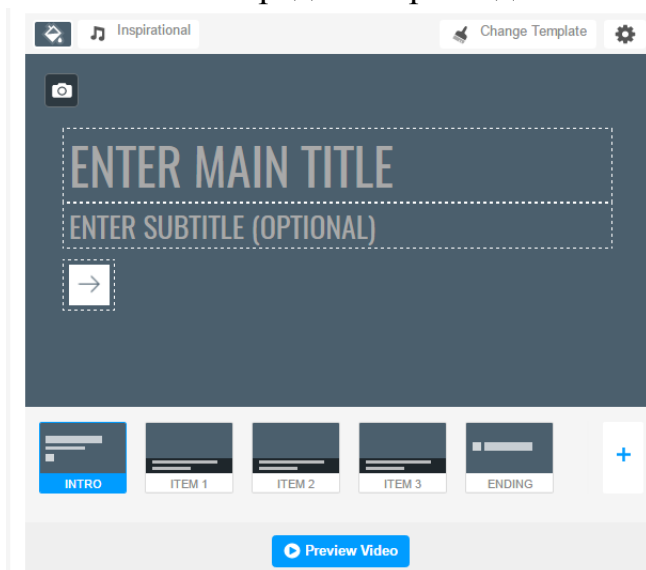 Inspirational
Change Template
ENTER MAIN TITLE
ENTER SUBTITLE (OPTIONAL)
INTRO
ITEM 1
ITEM 2
ITEM 3
ENDING
Preview Video